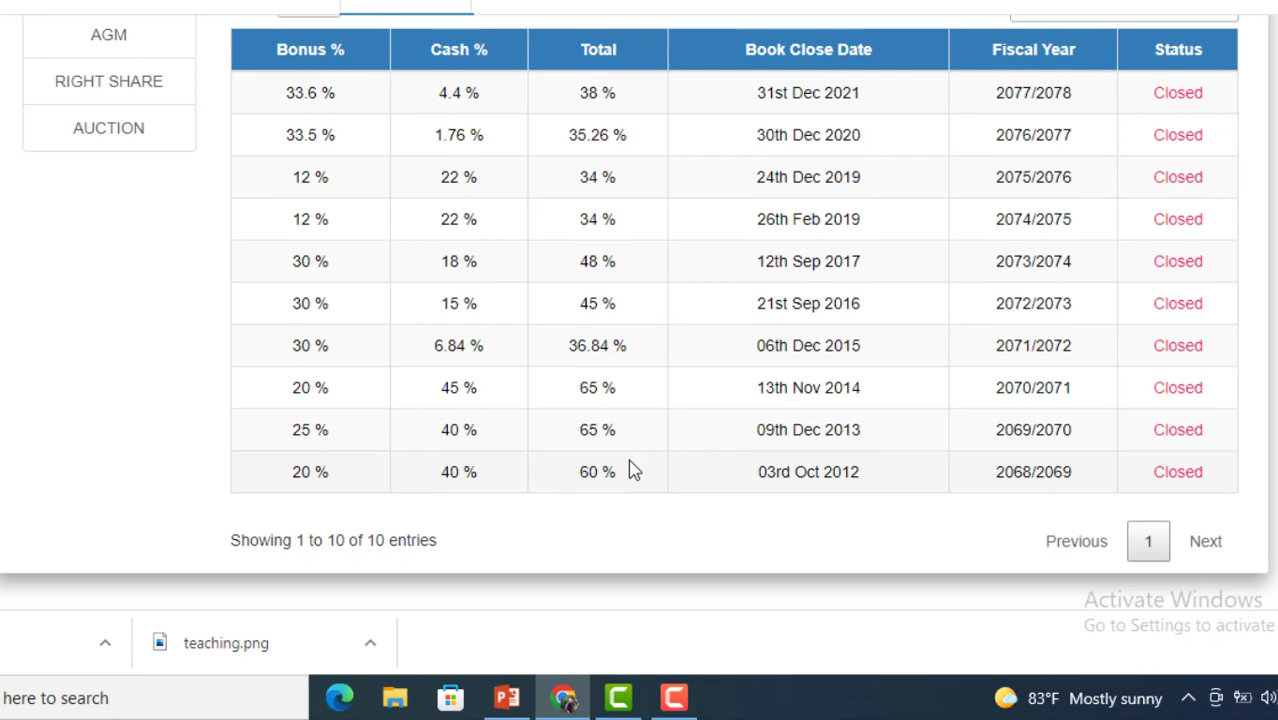 AGM
RIGHT SHARE
AUCTION
Bonus % Cash % Total Book Close Date Fiscal Year Status
33.6 % 4.4 % 38 % 31st Dec 2021 2077/2078 Closed
33.5 % 1.76 % 35.26 % 30th Dec 2020 2076/2077 Closed
12 % 22 % 34 % 24th Dec 2019 2075/2076 Closed
12 % 22 % 34 % 26th Feb 2019 2074/2075 Closed
30 % 18 % 48 % 12th Sep 2017 2073/2074 Closed
30 % 15 % 45 % 21st Sep 2016 2072/2073 Closed
30 % 6.84 % 36.84 % 06th Dec 2015 2071/2072 Closed
20 % 45 % 65 % 13th Nov 2014 2070/2071 Closed
25 % 40 % 65 % 09th Dec 2013 2069/2070 Closed
20 % 40 % 60 % 03rd Oct 2012 2068/2069 Closed
Showing 1 to 10 of 10 entries Previous 1 Next
Activate Windows
Go to Settings to activate
teaching.png
here to search 83°F Mostly sunny